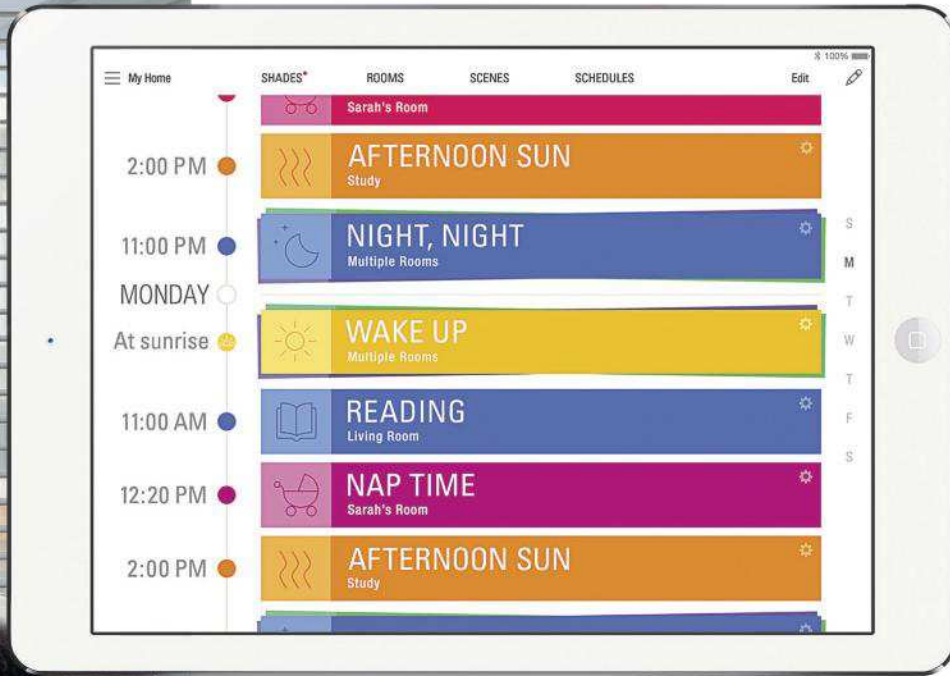 100%
My Home SHADES* ROOMS SCENES SCHEDULES Edit
Sarah's Room
2:00 PM AFTERNOON SUN
Study
11:00 PM NIGHT, NIGHT
Multiple Rooms
MONDAY
At sunrise WAKE UP
Multiple Rooms
11:00 AM READING
Living Room
12:20 PM NAP TIME
Sarah's Room
2:00 PM AFTERNOON SUN
Study
S
M
T
W
T
F
S